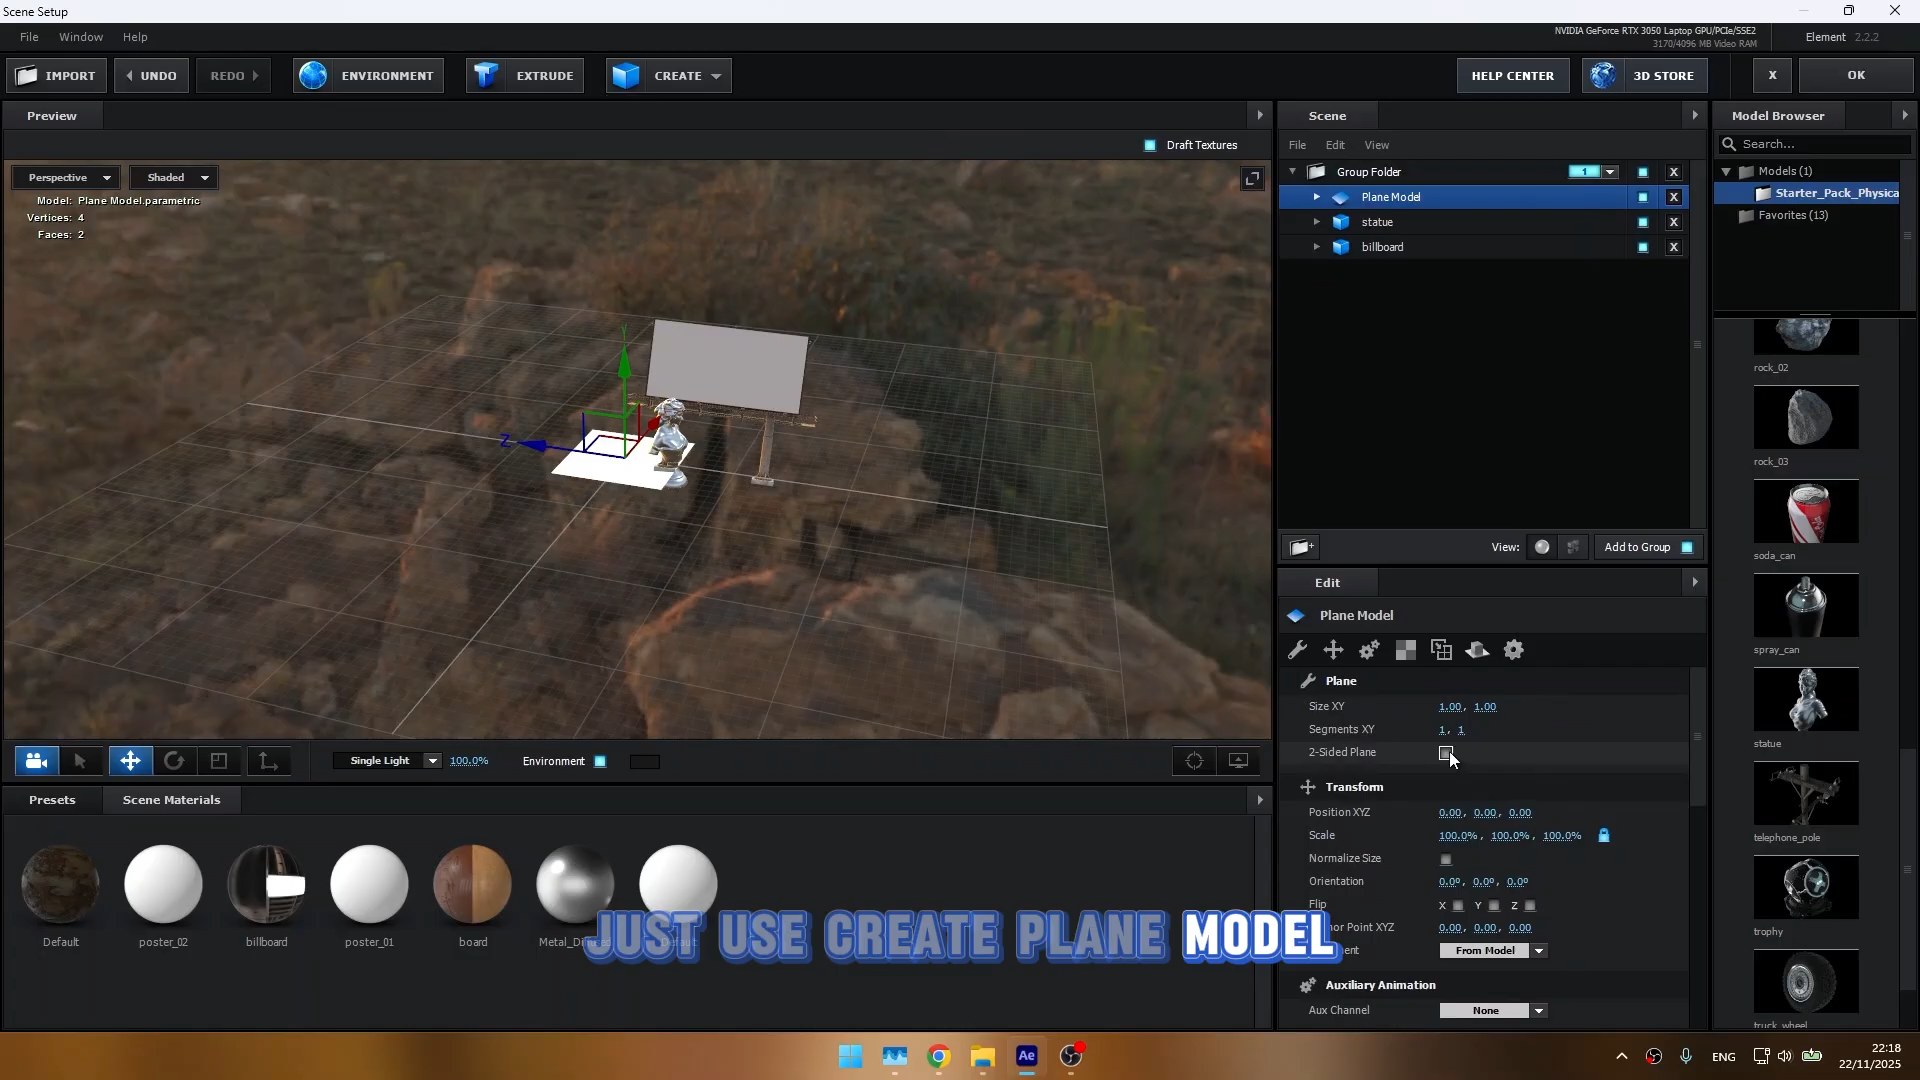 Scene Setup
File Window Help
NVIDIA GeForce RTX 3050 Laptop GPU/PCIe/SSE2
3170/4096 MB Video RAM
Element 2.2.2
IMPORT UNDO REDO ENVIRONMENT EXTRUDE CREATE HELP CENTER 3D STORE X OK
Preview
Draft Textures
Perspective Shaded
Model: Plane Model.parametric
Vertices: 4
Faces: 2
Y
Z
Single Light 100.0% Environment
Presets Scene Materials
Default poster_02 billboard poster_01 board
Scene
File Edit View
Group Folder 1 X
Plane Model X
statue X
billboard X
View: Add to Group
Edit
Plane Model
Plane
Size XY 1.00, 1.00
Segments XY 1, 1
2-Sided Plane
Transform
Position XYZ 0.00, 0.00, 0.00
Scale 100.0%, 100.0%, 100.0%
Normalize Size
Orientation 0.0º, 0.0º, 0.0º
Flip X Y Z
Point XYZ 0.00, 0.00, 0.00
From Model
Auxiliary Animation
Aux Channel None
JUST USE CREATE PLANE MODEL
Model Browser
Search...
Models (1)
Starter_Pack_Physica
Favorites (13)
rock_02
rock_03
soda_can
spray_can
statue
telephone_pole
trophy
truck_wheel
Ae
ENG
22:18
22/11/2025